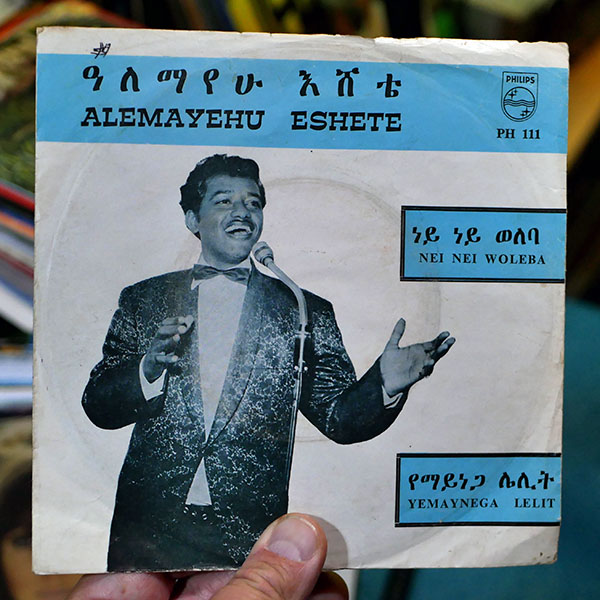 ዓለማየሁ እሸቴ
ALEMAYEHU ESHETE
PHILIPS
PH 111
ነይ ነይ ወለባ
NEI NEI WOLEBA
የማይነጋ ሌሊት
YEMAYNEGA LELIT